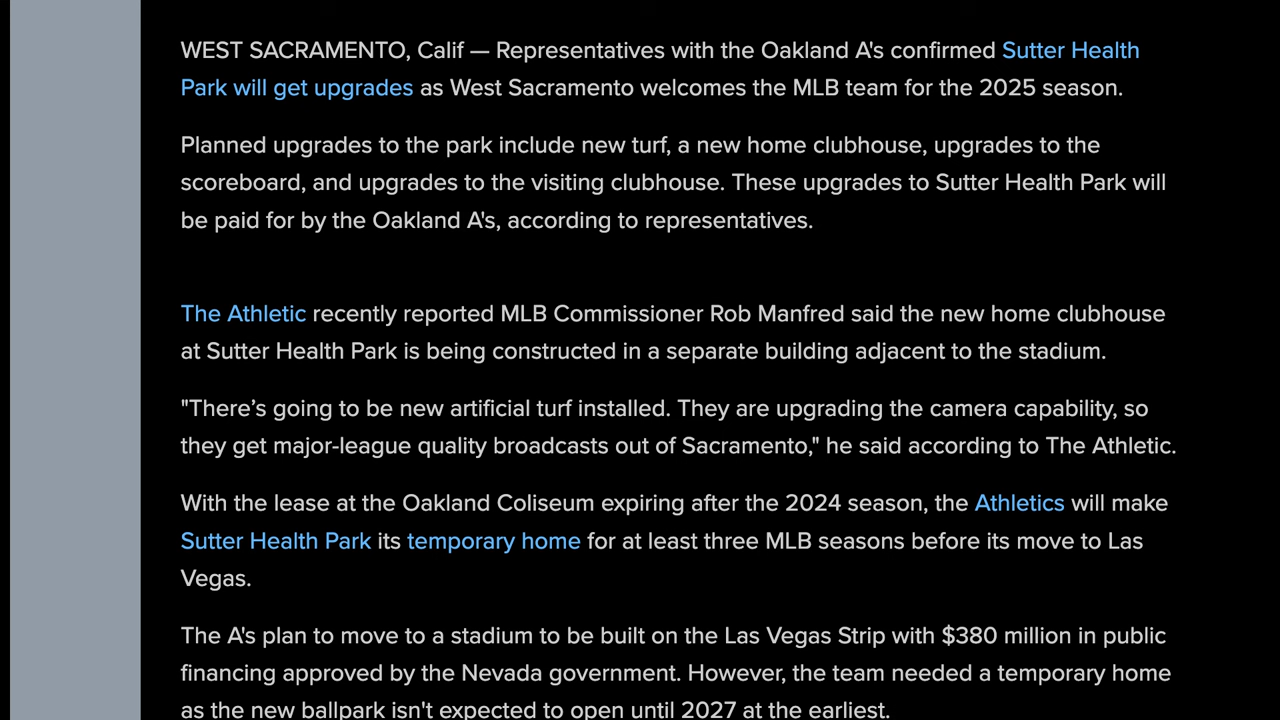 WEST SACRAMENTO, Calif — Representatives with the Oakland A's confirmed Sutter Health
Park will get upgrades as West Sacramento welcomes the MLB team for the 2025 season.
Planned upgrades to the park include new turf, a new home clubhouse, upgrades to the
scoreboard, and upgrades to the visiting clubhouse. These upgrades to Sutter Health Park will
be paid for by the Oakland A's, according to representatives.
The Athletic recently reported MLB Commissioner Rob Manfred said the new home clubhouse
at Sutter Health Park is being constructed in a separate building adjacent to the stadium.
"There’s going to be new artificial turf installed. They are upgrading the camera capability, so
they get major-league quality broadcasts out of Sacramento," he said according to The Athletic.
With the lease at the Oakland Coliseum expiring after the 2024 season, the Athletics will make
Sutter Health Park its temporary home for at least three MLB seasons before its move to Las
Vegas.
The A's plan to move to a stadium to be built on the Las Vegas Strip with $380 million in public
financing approved by the Nevada government. However, the team needed a temporary home
as the new ballpark isn't expected to open until 2027 at the earliest.